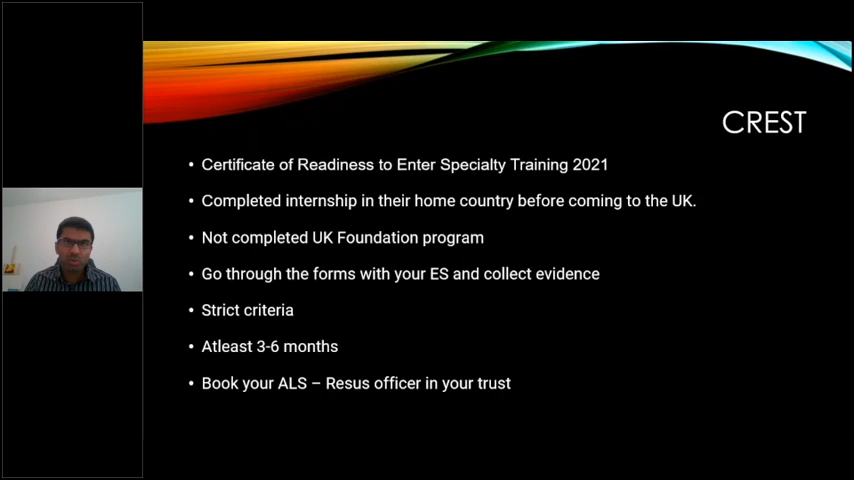 CREST
• Certificate of Readiness to Enter Specialty Training 2021
• Completed internship in their home country before coming to the UK.
• Not completed UK Foundation program
• Go through the forms with your ES and collect evidence
• Strict criteria
• Atleast 3-6 months
• Book your ALS – Resus officer in your trust